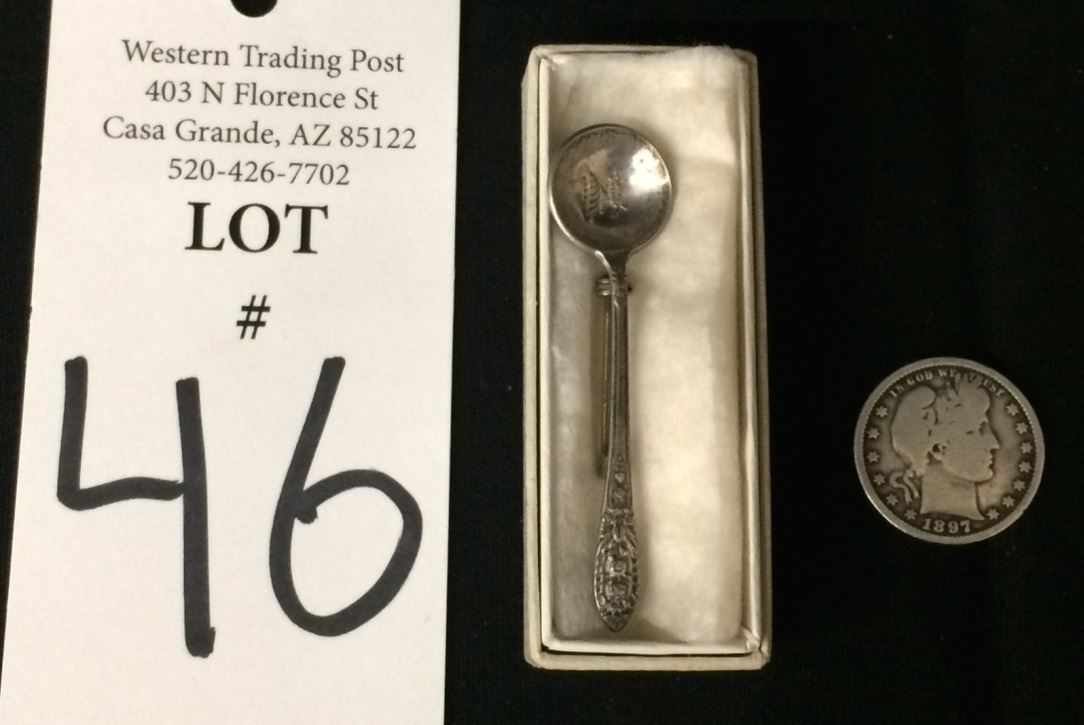 Western Trading Post
403 N Florence St
Casa Grande, AZ 85122
520-426-7702
LOT
#
46
IN GOD WE TRUST
1897